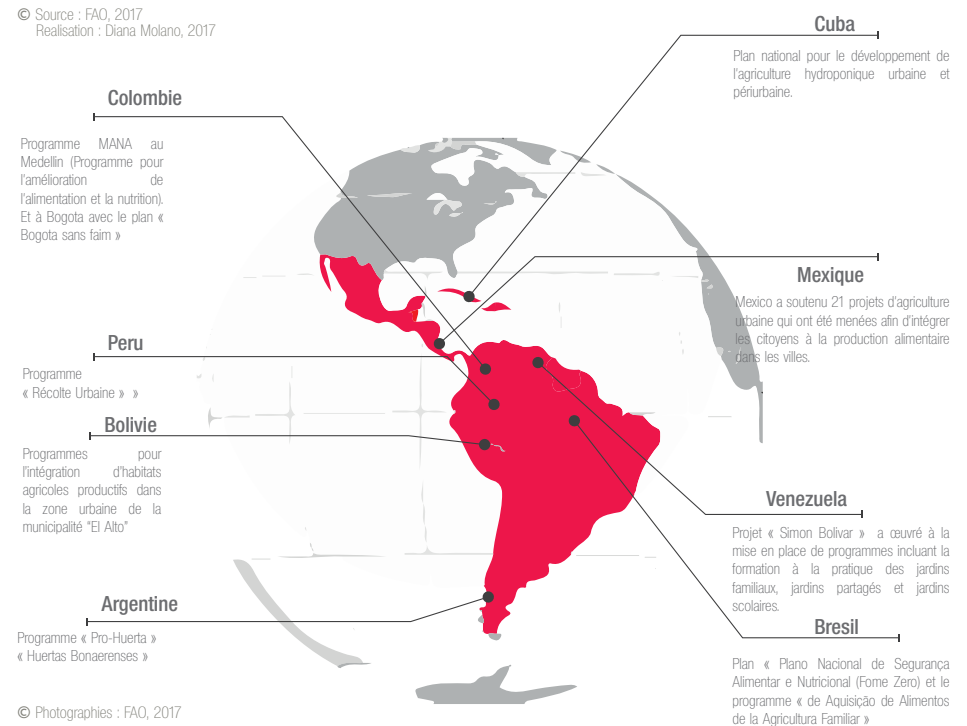 © Source : FAO, 2017
Realisation : Diana Molano, 2017
Colombie
Programme MANA au
Medellin (Programme pour
l'amélioration de
l'alimentation et la nutrition).
Et à Bogota avec le plan «
Bogota sans faim »
Peru
Programme
« Récolte Urbaine » »
Bolivie
Programmes pour
l'intégration d'habitats
agricoles productifs dans
la zone urbaine de la
municipalité "El Alto"
Argentine
Programme « Pro-Huerta »
« Huertas Bonaerenses »
© Photographies : FAO, 2017
Cuba
Plan national pour le développement de
l'agriculture hydroponique urbaine et
périurbaine.
Mexique
Mexico a soutenu 21 projets d'agriculture
urbaine qui ont été menées afin d'intégrer
les citoyens à la production alimentaire
dans les villes.
Venezuela
Projet « Simon Bolivar » a œuvré à la
mise en place de programmes incluant la
formation à la pratique des jardins
familiaux, jardins partagés et jardins
scolaires.
Bresil
Plan « Plano Nacional de Segurança
Alimentar e Nutricional (Fome Zero) et le
programme « de Aquisição de Alimentos
de la Agricultura Familiar »